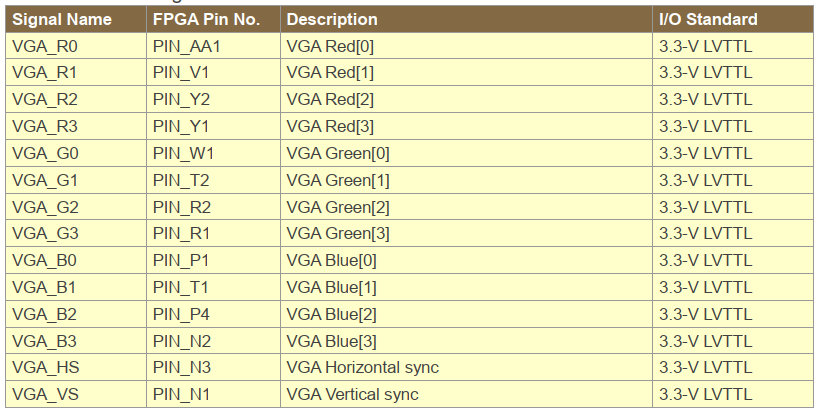 Signal Name FPGA Pin No. Description I/O Standard
VGA_R0 PIN_AA1 VGA Red[0] 3.3-V LVTTL
VGA_R1 PIN_V1 VGA Red[1] 3.3-V LVTTL
VGA_R2 PIN_Y2 VGA Red[2] 3.3-V LVTTL
VGA_R3 PIN_Y1 VGA Red[3] 3.3-V LVTTL
VGA_G0 PIN_W1 VGA Green[0] 3.3-V LVTTL
VGA_G1 PIN_T2 VGA Green[1] 3.3-V LVTTL
VGA_G2 PIN_R2 VGA Green[2] 3.3-V LVTTL
VGA_G3 PIN_R1 VGA Green[3] 3.3-V LVTTL
VGA_B0 PIN_P1 VGA Blue[0] 3.3-V LVTTL
VGA_B1 PIN_T1 VGA Blue[1] 3.3-V LVTTL
VGA_B2 PIN_P4 VGA Blue[2] 3.3-V LVTTL
VGA_B3 PIN_N2 VGA Blue[3] 3.3-V LVTTL
VGA_HS PIN_N3 VGA Horizontal sync 3.3-V LVTTL
VGA_VS PIN_N1 VGA Vertical sync 3.3-V LVTTL